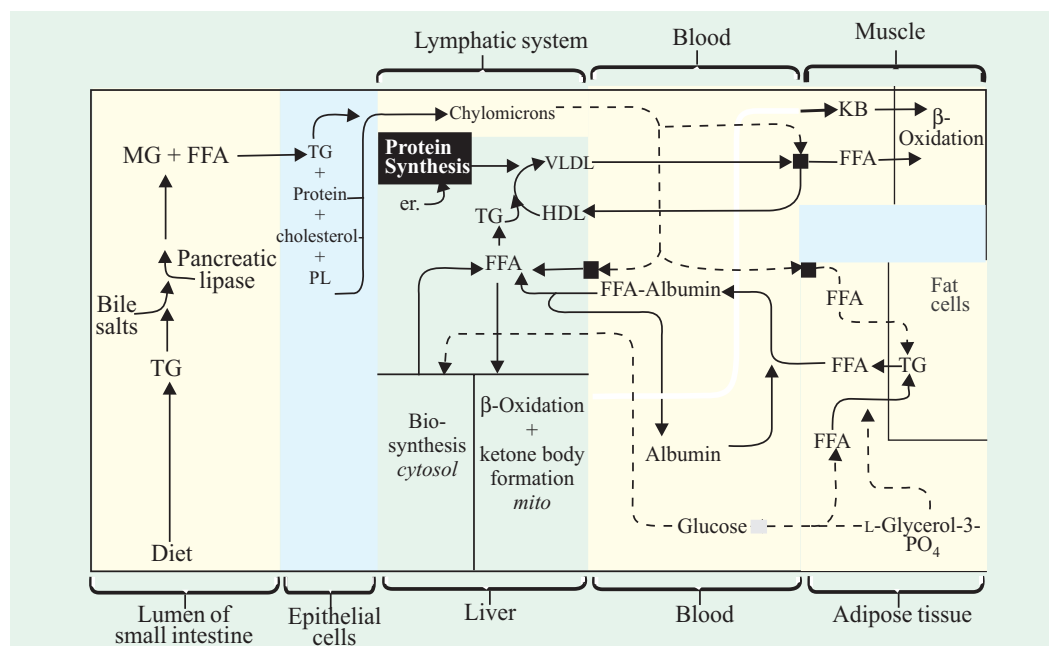 Lymphatic system
Blood
Muscle
Chylomicrons
KB
β-
Oxidation
MG + FFA
TG
+
Protein
+
cholesterol-
+
PL
Protein
Synthesis
er.
VLDL
FFA
TG
HDL
Pancreatic
lipase
FFA
FFA-Albumin
FFA
Fat
cells
Bile
salts
TG
FFA
TG
Bio-
synthesis
cytosol
β-Oxidation
+
ketone body
formation
mito
Albumin
FFA
Diet
Glucose
L-Glycerol-3-
PO4
Lumen of
small intestine
Epithelial
cells
Liver
Blood
Adipose tissue